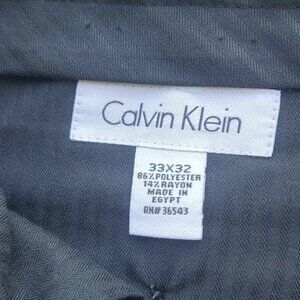 Calvin Klein
33X32
86% POLYESTER
14% RAYON
MADE IN
EGYPT
RN# 36543